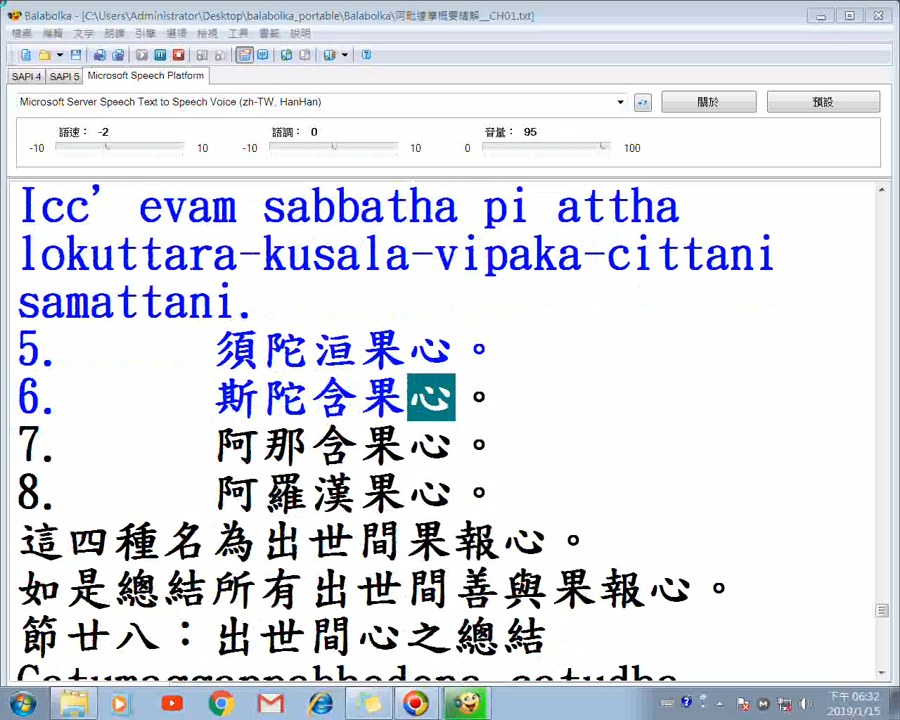 Balabolka - [C:\Users\Administrator\Desktop\balabolka_portable\Balabolka\阿毗達摩概要精解__CH01.txt]
檔案 編輯 文字 朗讀 引擎 選項 檢視 工具 書籤 說明
SAPI 4 SAPI 5 Microsoft Speech Platform
Microsoft Server Speech Text to Speech Voice (zh-TW, HanHan) 關於 預設
語速： -2 語調： 0 音量： 95
-10 10 -10 10 0 100
Icc’ evam sabbatha pi attha
lokuttara-kusala-vipaka-cittani
samattani.
5. 須陀洹果心。
6. 斯陀含果心。
7. 阿那含果心。
8. 阿羅漢果心。
這四種名為出世間果報心。
如是總結所有出世間善與果報心。
節廿八：出世間心之總結
下午 06:32
2019/1/15